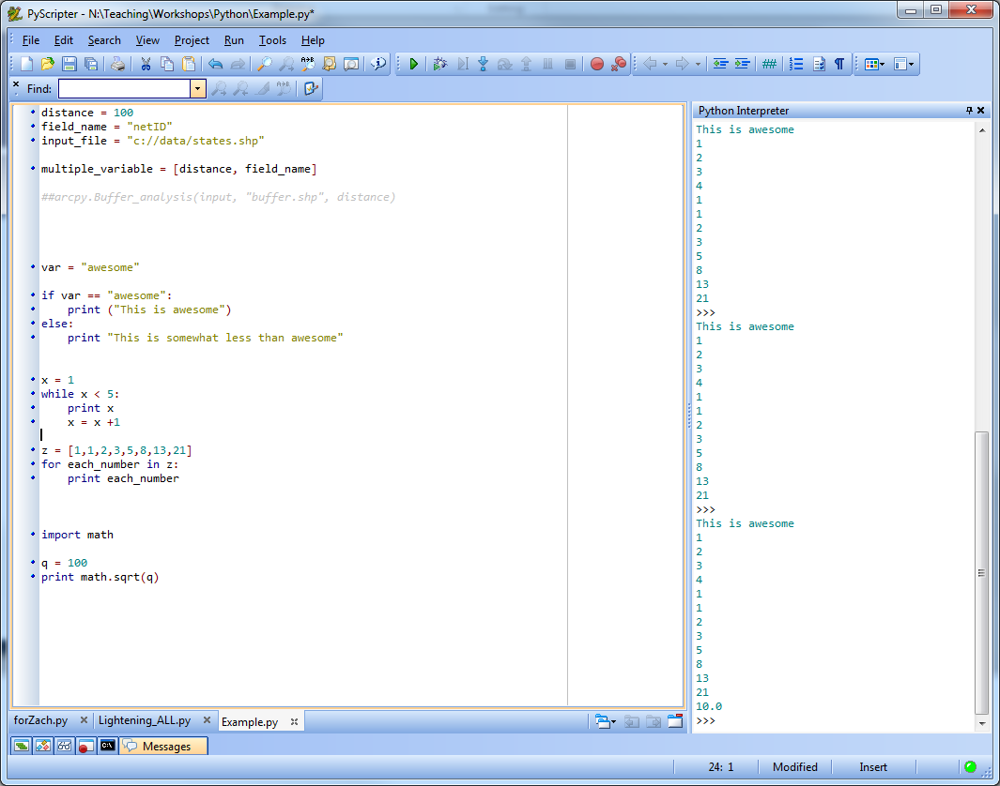 PyScripter - N:\Teaching\Workshops\Python\Example.py*
File Edit Search View Project Run Tools Help
Find:
distance = 100
field_name = "netID"
input_file = "c://data/states.shp"
multiple_variable = [distance, field_name]
##arcpy.Buffer_analysis(input, "buffer.shp", distance)
var = "awesome"
if var == "awesome":
    print ("This is awesome")
else:
    print "This is somewhat less than awesome"
x = 1
while x < 5:
    print x
    x = x +1
z = [1,1,2,3,5,8,13,21]
for each_number in z:
    print each_number
import math
q = 100
print math.sqrt(q)
Python Interpreter
This is awesome
1
2
3
4
1
1
2
3
5
8
13
21
>>>
This is awesome
1
2
3
4
1
1
2
3
5
8
13
21
>>>
This is awesome
1
2
3
4
1
1
2
3
5
8
13
21
10.0
>>>
forZach.py Lightening_ALL.py Example.py
Messages
24: 1 Modified Insert